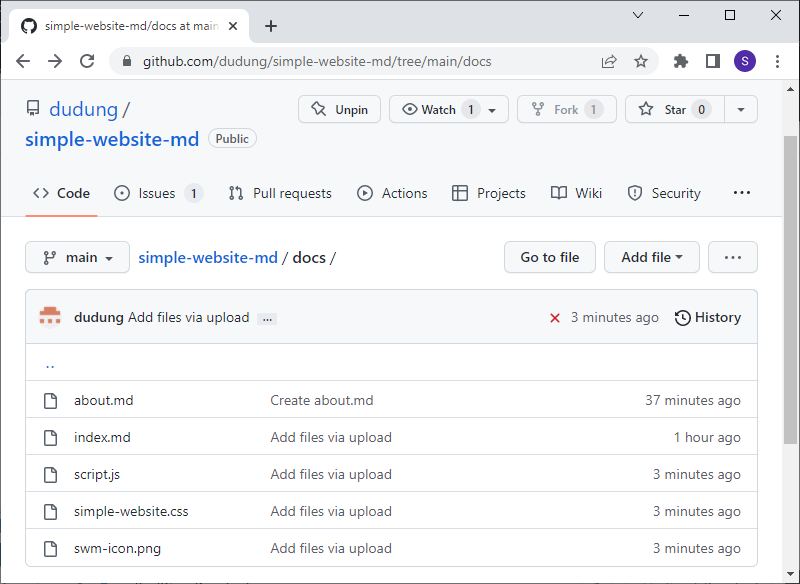 simple-website-md/docs at main
github.com/dudung/simple-website-md/tree/main/docs
S
dudung /
simple-website-md Public
Unpin Watch 1 Fork 1 Star 0
Code Issues 1 Pull requests Actions Projects Wiki Security ...
main simple-website-md / docs / Go to file Add file ...
dudung Add files via upload ... 3 minutes ago History
..
about.md Create about.md 37 minutes ago
index.md Add files via upload 1 hour ago
script.js Add files via upload 3 minutes ago
simple-website.css Add files via upload 3 minutes ago
swm-icon.png Add files via upload 3 minutes ago